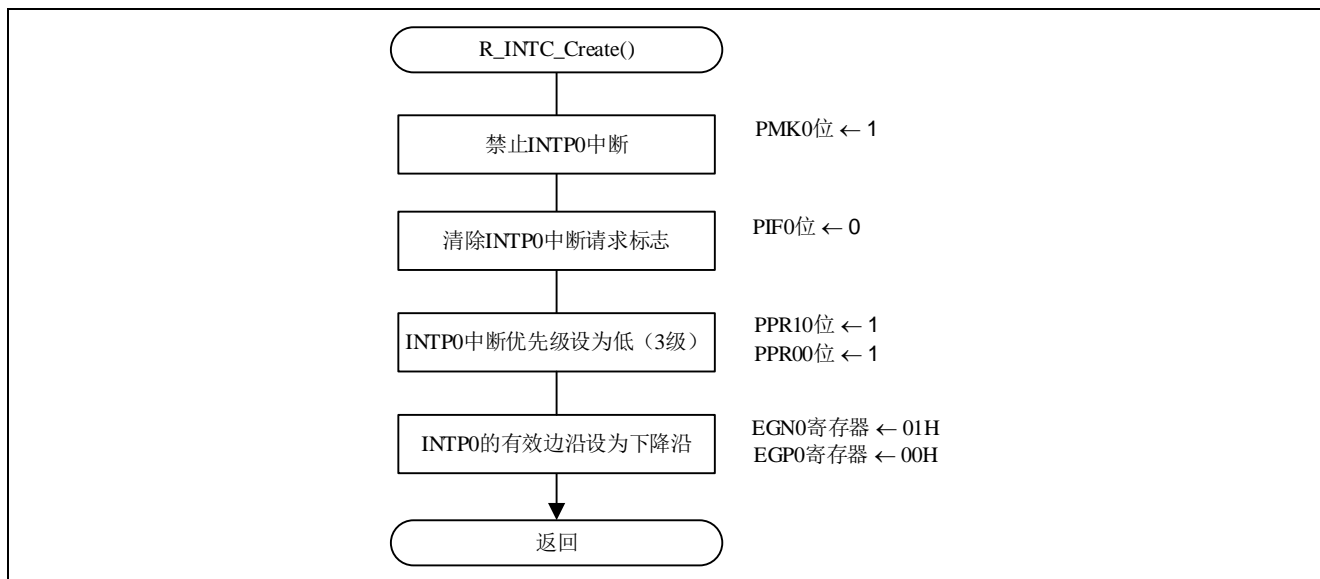 R_INTC_Create()
禁止INTP0中断
PMK0位 ← 1
清除INTP0中断请求标志
PIF0位 ← 0
INTP0中断优先级设为低（3级）
PPR10位 ← 1
PPR00位 ← 1
INTP0的有效边沿设为下降沿
EGN0寄存器 ← 01H
EGP0寄存器 ← 00H
返回